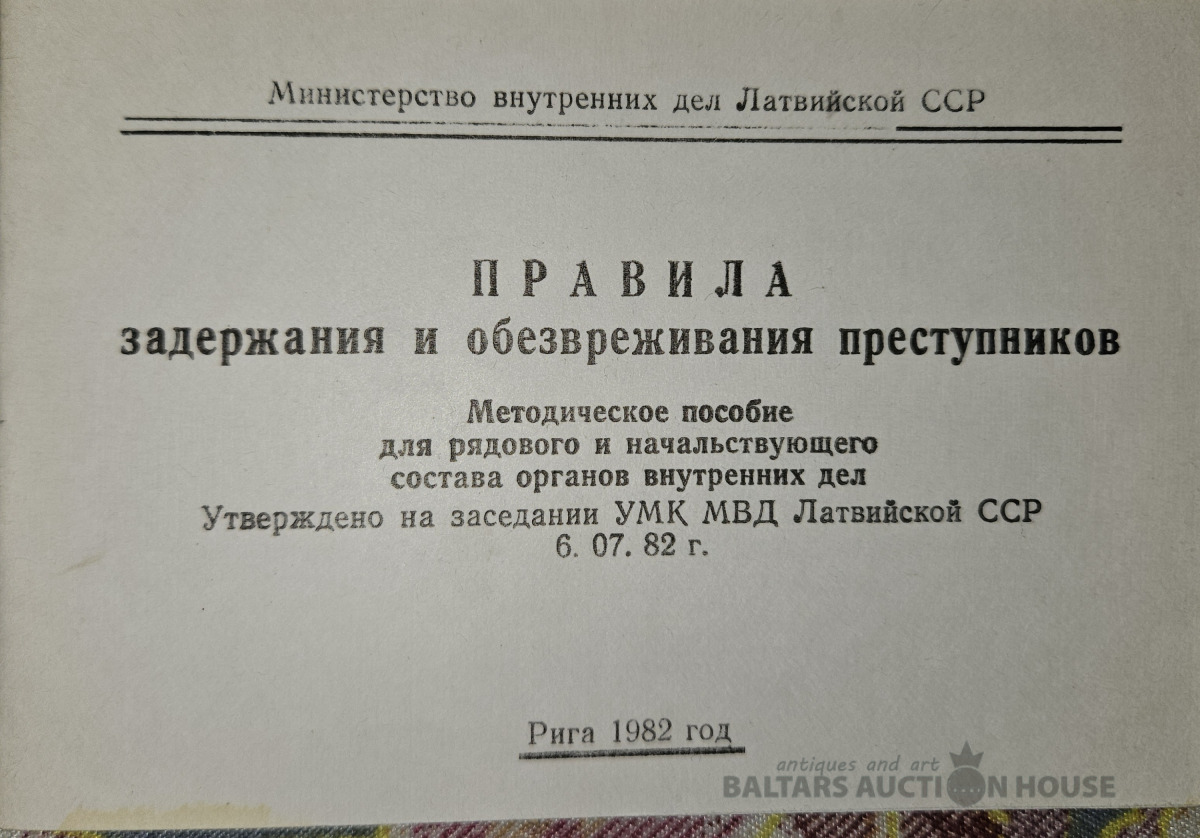 Министерство внутренних дел Латвийской ССР
ПРАВИЛА
задержания и обезвреживания преступников
Методическое пособие
для рядового и начальствующего
состава органов внутренних дел
Утверждено на заседании УМК МВД Латвийской ССР
6. 07. 82 г.
Рига 1982 год
antiques and art
BALTARS AUCTION HOUSE